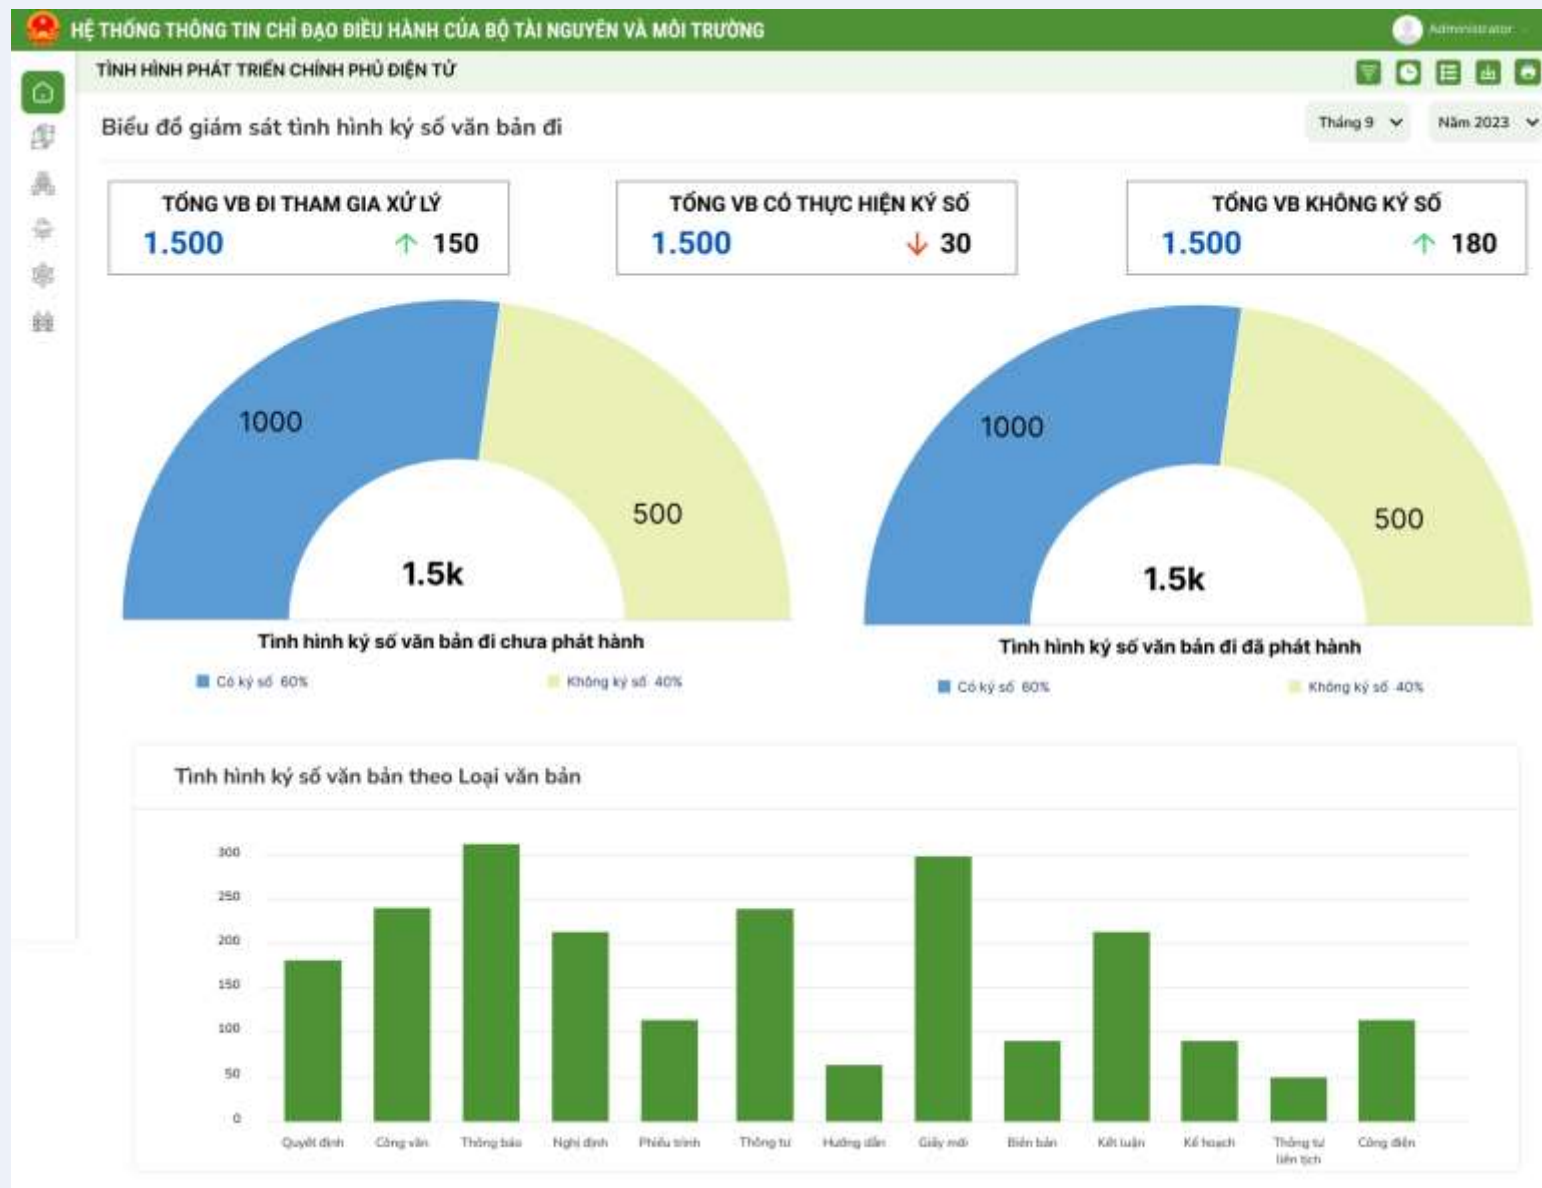 HỆ THỐNG THÔNG TIN CHỈ ĐẠO ĐIỀU HÀNH CỦA BỘ TÀI NGUYÊN VÀ MÔI TRƯỜNG
Administrator
TÌNH HÌNH PHÁT TRIỂN CHÍNH PHỦ ĐIỆN TỬ
Biểu đồ giám sát tình hình ký số văn bản đi
Tháng 9
Năm 2023
TỔNG VB ĐI THAM GIA XỬ LÝ
1.500 ↑ 150
TỔNG VB CÓ THỰC HIỆN KÝ SỐ
1.500 ↓ 30
TỔNG VB KHÔNG KÝ SỐ
1.500 ↑ 180
1000
500
1.5k
Tình hình ký số văn bản đi chưa phát hành
Có ký số 60%
Không ký số 40%
1000
500
1.5k
Tình hình ký số văn bản đi đã phát hành
Có ký số 60%
Không ký số 40%
Tình hình ký số văn bản theo Loại văn bản
300
250
200
150
100
50
0
Quyết định
Công văn
Thông báo
Nghị định
Phiếu trình
Thông tư
Hướng dẫn
Giấy mời
Biên bản
Kết luận
Kế hoạch
Thông tư
liên tịch
Công điện